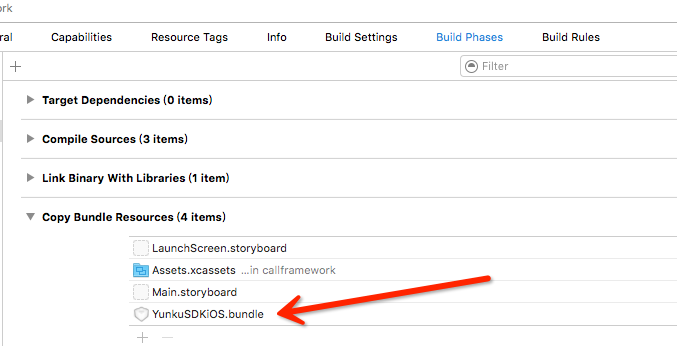 ork
ral Capabilities Resource Tags Info Build Settings Build Phases Build Rules
Filter
Target Dependencies (0 items)
Compile Sources (3 items)
Link Binary With Libraries (1 item)
Copy Bundle Resources (4 items)
LaunchScreen.storyboard
Assets.xcassets ...in callframework
Main.storyboard
YunkuSDKiOS.bundle